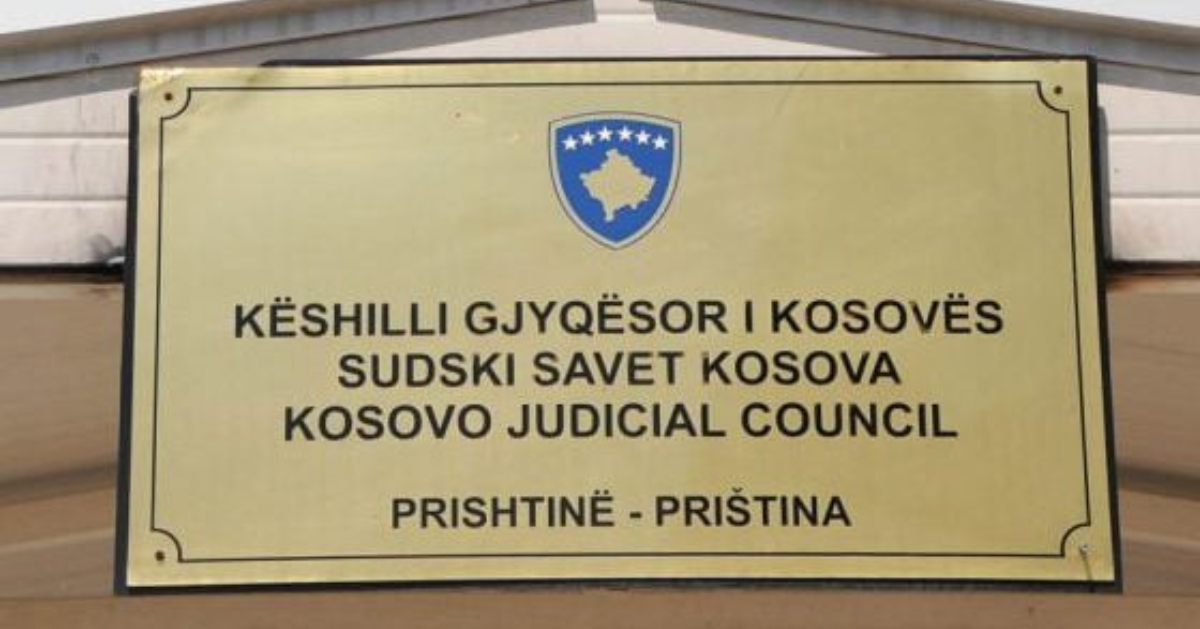 KËSHILLI GJYQËSOR I KOSOVËS
SUDSKI SAVET KOSOVA
KOSOVO JUDICIAL COUNCIL
PRISHTINË - PRIŠTINA